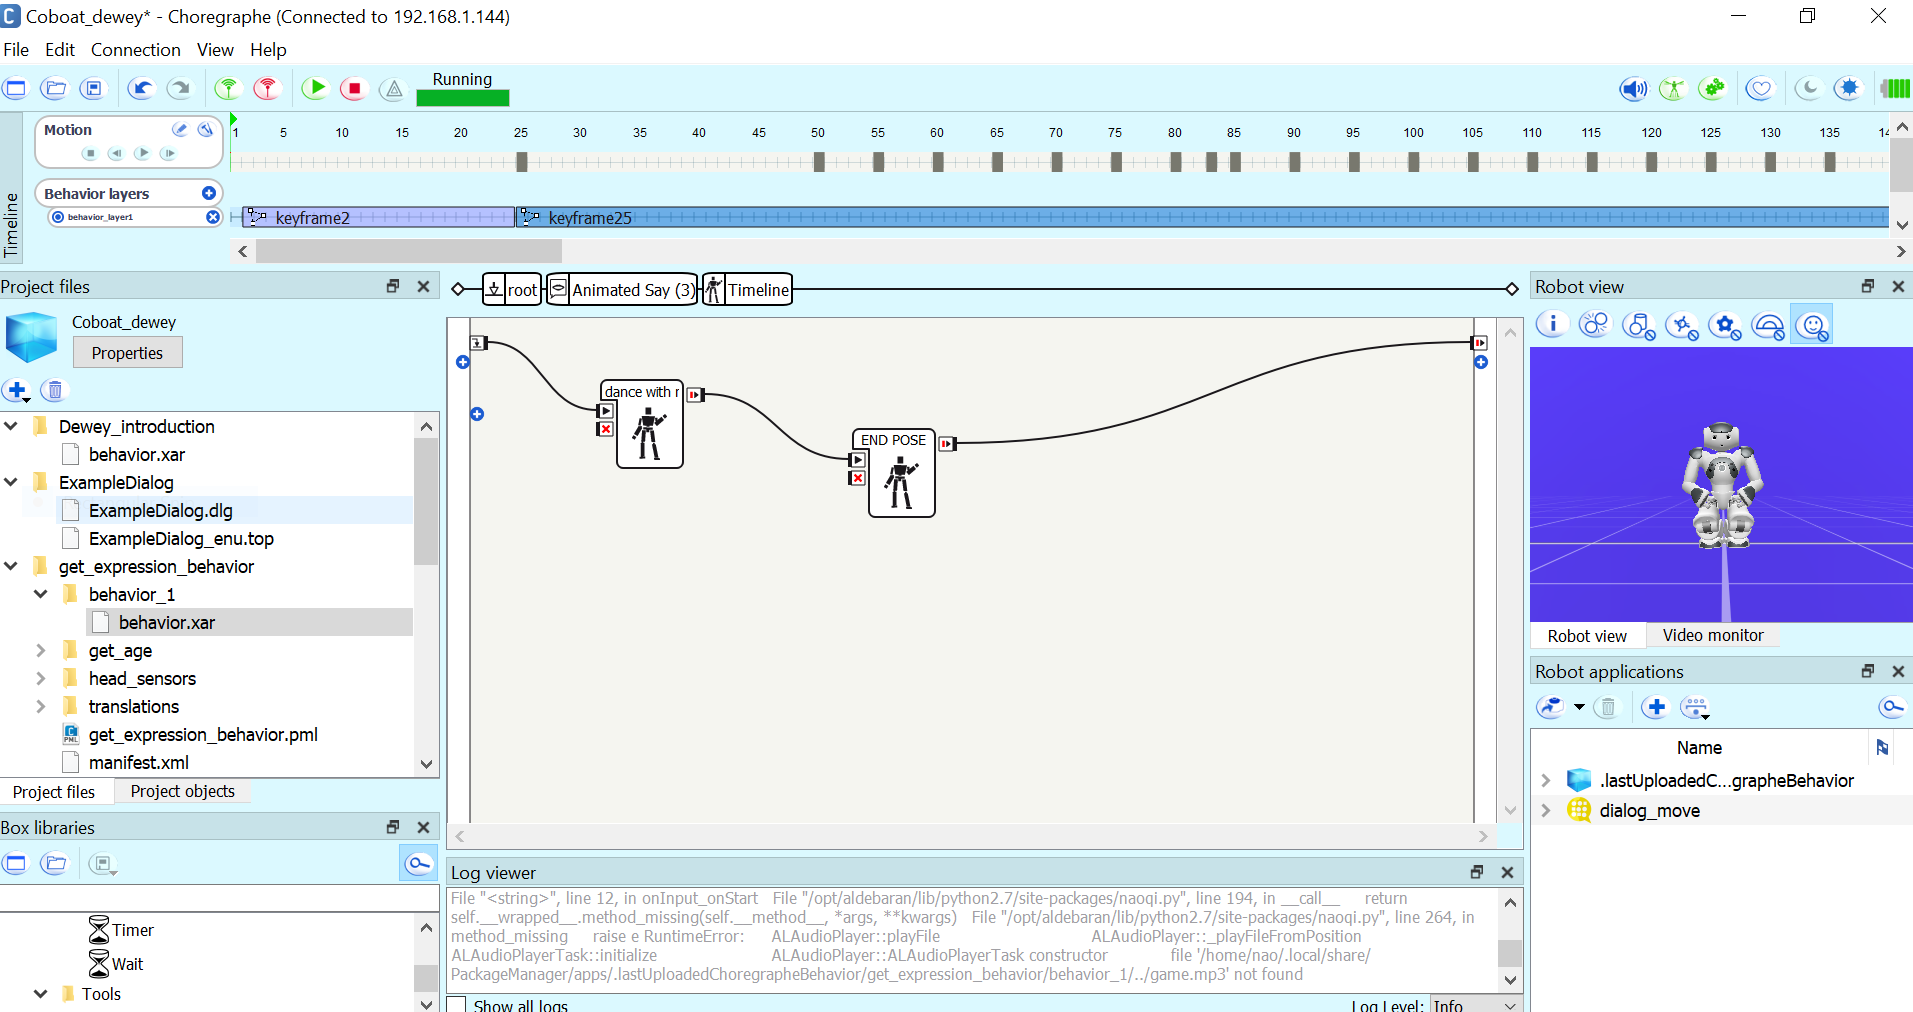 Coboat_dewey* - Choregraphe (Connected to 192.168.1.144)
File Edit Connection View Help
Running
Timeline
Motion
1 5 10 15 20 25 30 35 40 45 50 55 60 65 70 75 80 85 90 95 100 105 110 115 120 125 130 135
Behavior layers
behavior_layer1
keyframe2 keyframe25
Project files
root Animated Say (3) Timeline
Robot view
Coboat_dewey
Properties
Dewey_introduction
behavior.xar
ExampleDialog
ExampleDialog.dlg
ExampleDialog_enu.top
get_expression_behavior
behavior_1
behavior.xar
get_age
head_sensors
translations
get_expression_behavior.pml
manifest.xml
Project files Project objects
dance with r
END POSE
Robot view Video monitor
Robot applications
Name
.lastUploadedC...grapheBehavior
dialog_move
Box libraries
Timer
Wait
Tools
Log viewer
File "<string>", line 12, in onInput_onStart File "/opt/aldebaran/lib/python2.7/site-packages/naoqi.py", line 194, in __call__ return
self.__wrapped__.method_missing(self.__method__, *args, **kwargs) File "/opt/aldebaran/lib/python2.7/site-packages/naoqi.py", line 264, in
method_missing raise e RuntimeError: ALAudioPlayer::playFile ALAudioPlayer::_playFileFromPosition
ALAudioPlayerTask::initialize ALAudioPlayer::ALAudioPlayerTask constructor file '/home/nao/.local/share/
PackageManager/apps/.lastUploadedChoregrapheBehavior/get_expression_behavior/behavior_1/../game.mp3' not found
Show all logs Log Level: Info